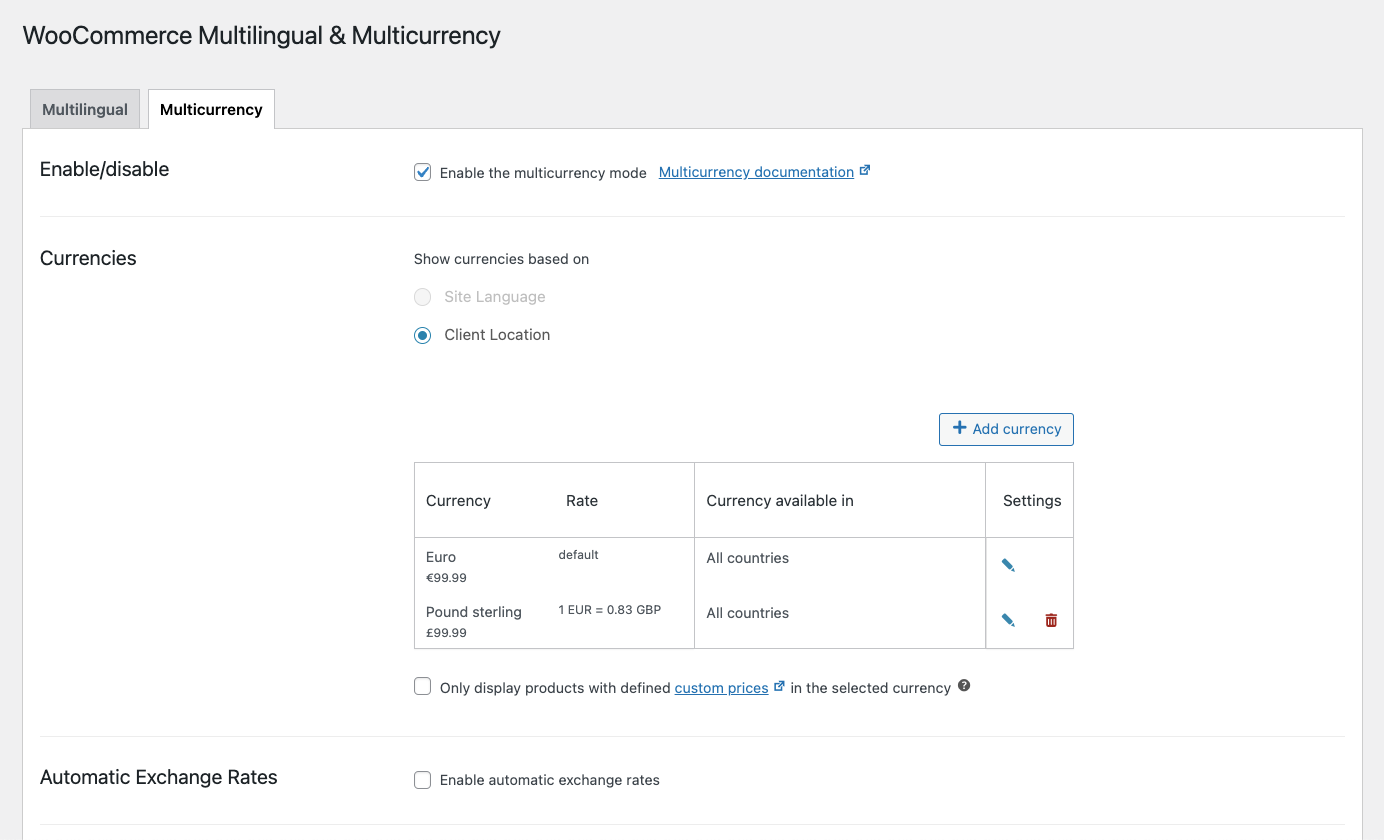 WooCommerce Multilingual & Multicurrency
Multilingual Multicurrency
Enable/disable
Enable the multicurrency mode Multicurrency documentation
Currencies
Show currencies based on
Site Language
Client Location
Add currency
Currency Rate Currency available in Settings
Euro default All countries
€99.99
Pound sterling 1 EUR = 0.83 GBP All countries
£99.99
Only display products with defined custom prices in the selected currency ?
Automatic Exchange Rates
Enable automatic exchange rates